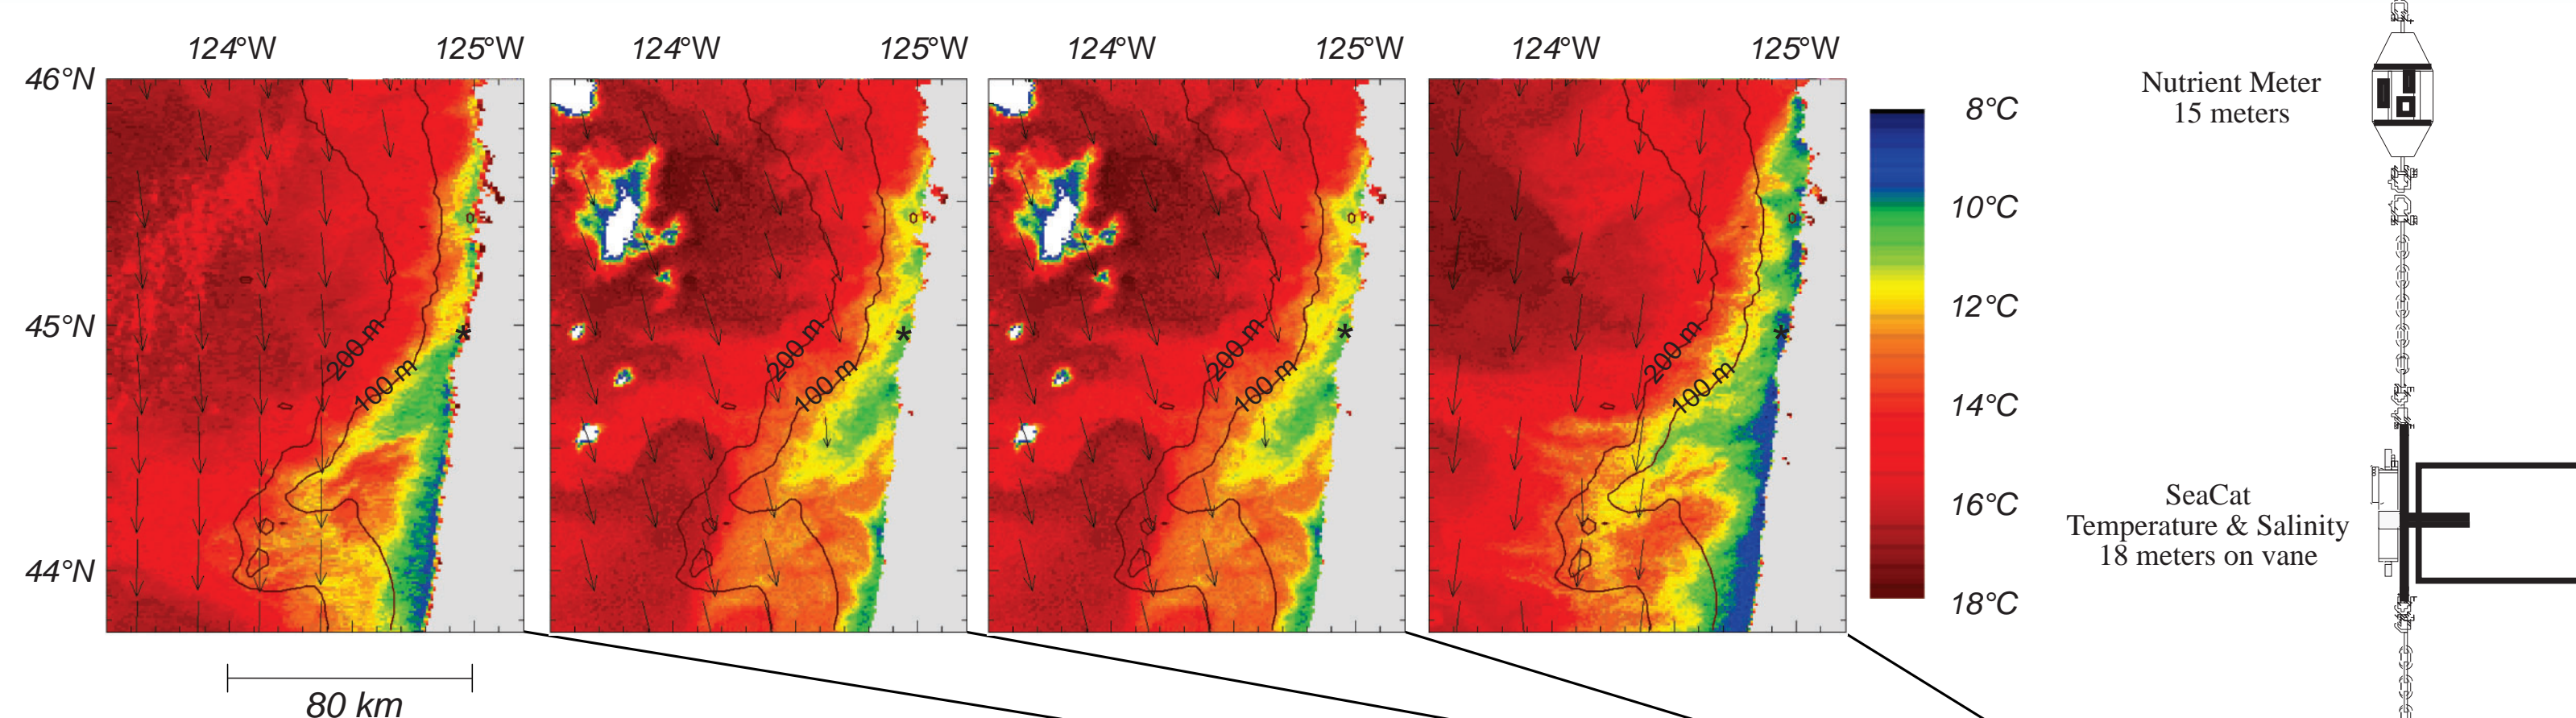 124°W 125°W 124°W 125°W 124°W 125°W 124°W 125°W
46°N
45°N
44°N
200 m
100 m
*
200 m
100 m
*
200 m
100 m
*
200 m
100 m
*
80 km
8°C
10°C
12°C
14°C
16°C
18°C
Nutrient Meter
15 meters
SeaCat
Temperature & Salinity
18 meters on vane